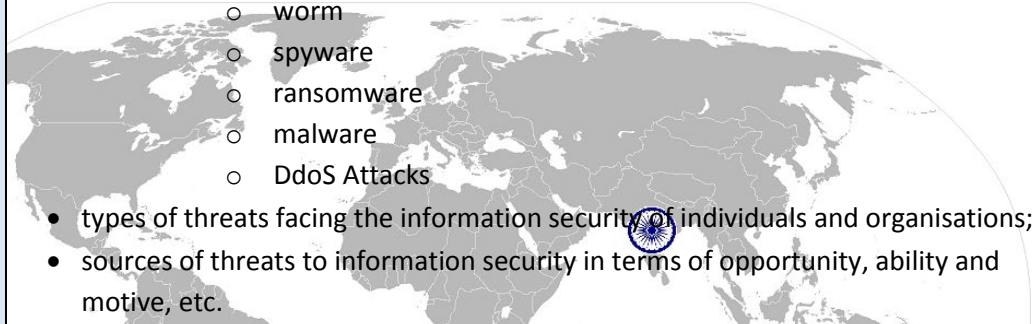 o worm
o spyware
o ransomware
o malware
o DdoS Attacks
• types of threats facing the information security of individuals and organisations;
• sources of threats to information security in terms of opportunity, ability and
motive, etc.